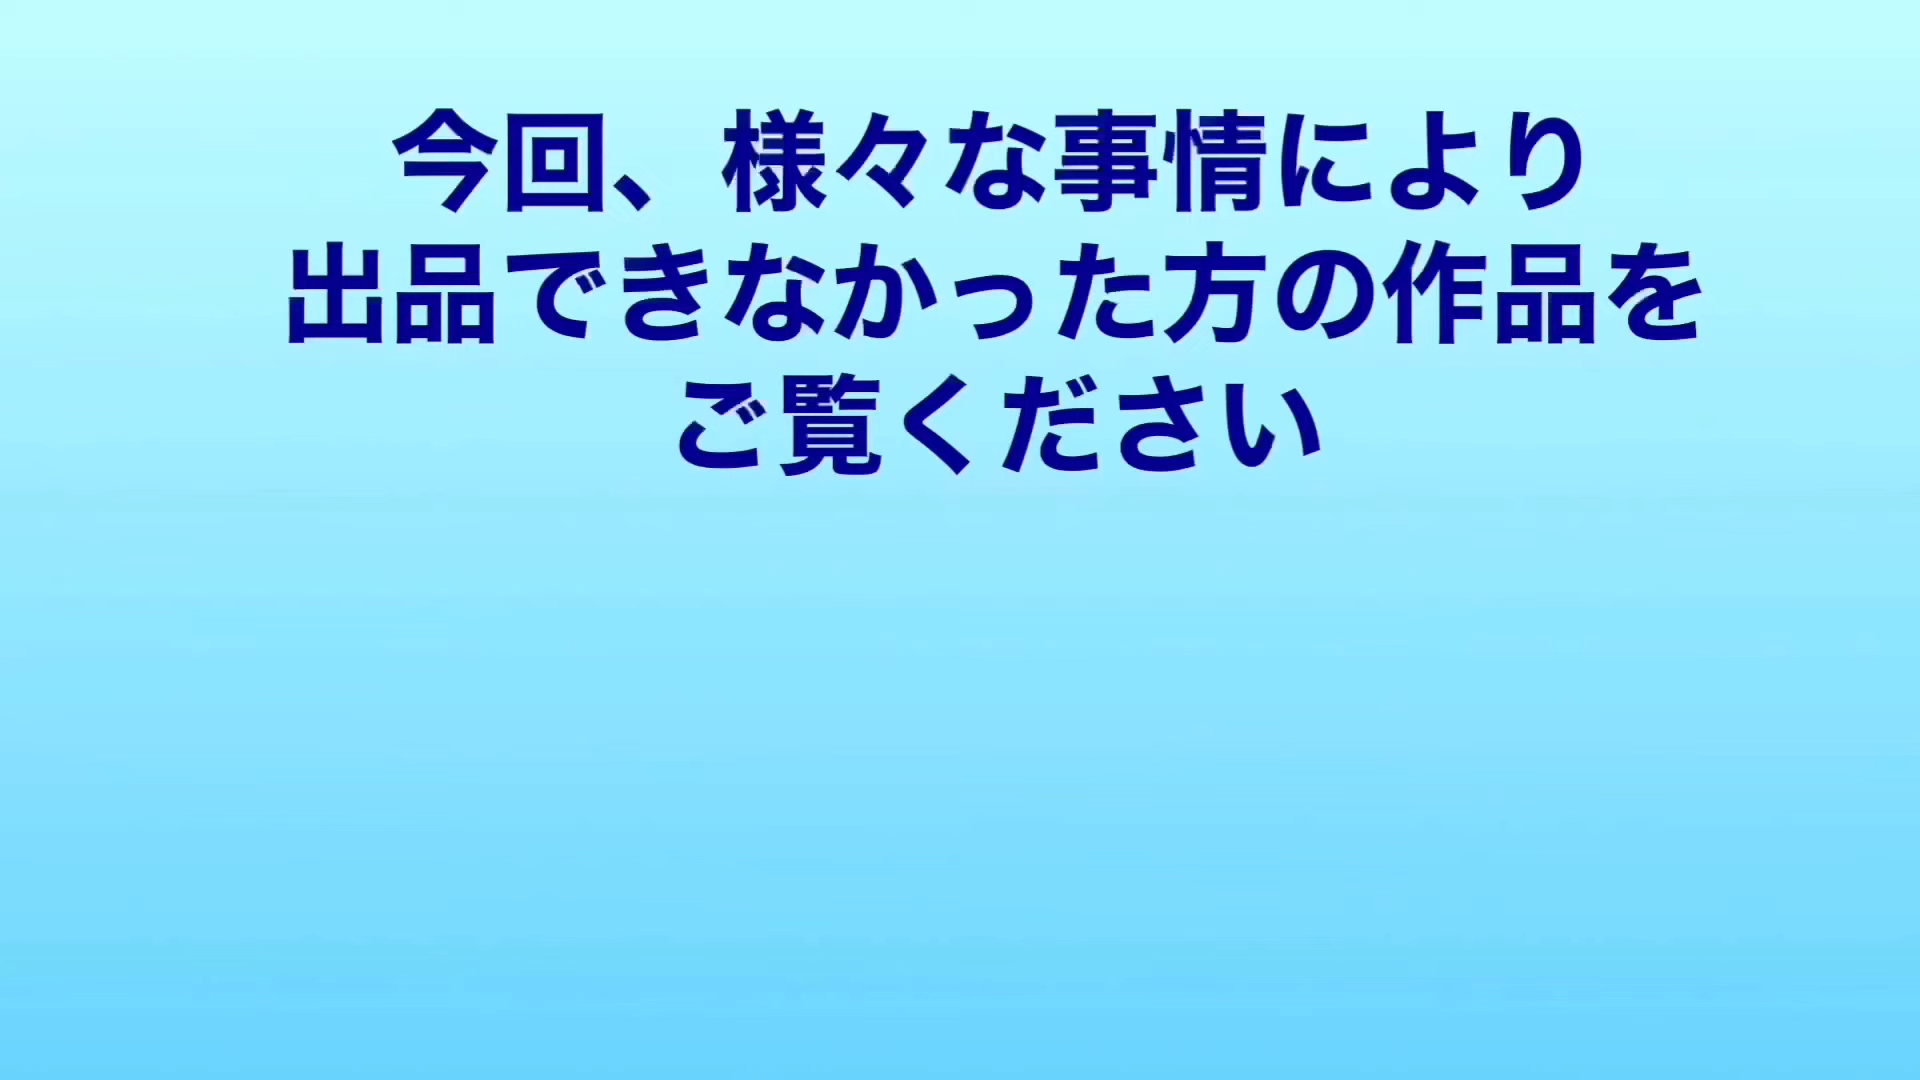 今回、様々な事情により
出品できなかった方の作品を
ご覧ください